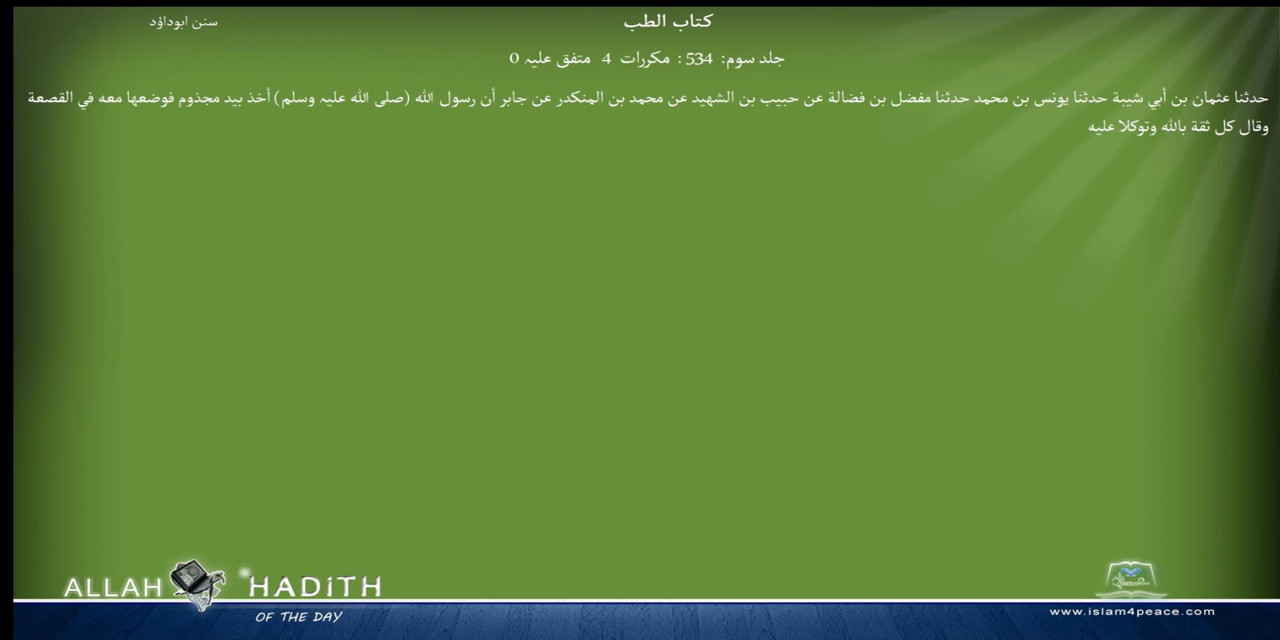 كتاب الطب
سنن ابوداؤد
جلد سوم: 534 : مکررات 4 متفق علیہ 0
حدثنا عثمان بن أبي شيبة حدثنا يونس بن محمد حدثنا مفضل بن فضالة عن حبيب بن الشهيد عن محمد بن المنكدر عن جابر أن رسول الله (صلى الله عليہ وسلم) أخذ بيد مجذوم فوضعها معه في القصعة
وقال كل ثقة بالله وتوكلا عليه
ALLAH HADITH
OF THE DAY
www.islam4peace.com